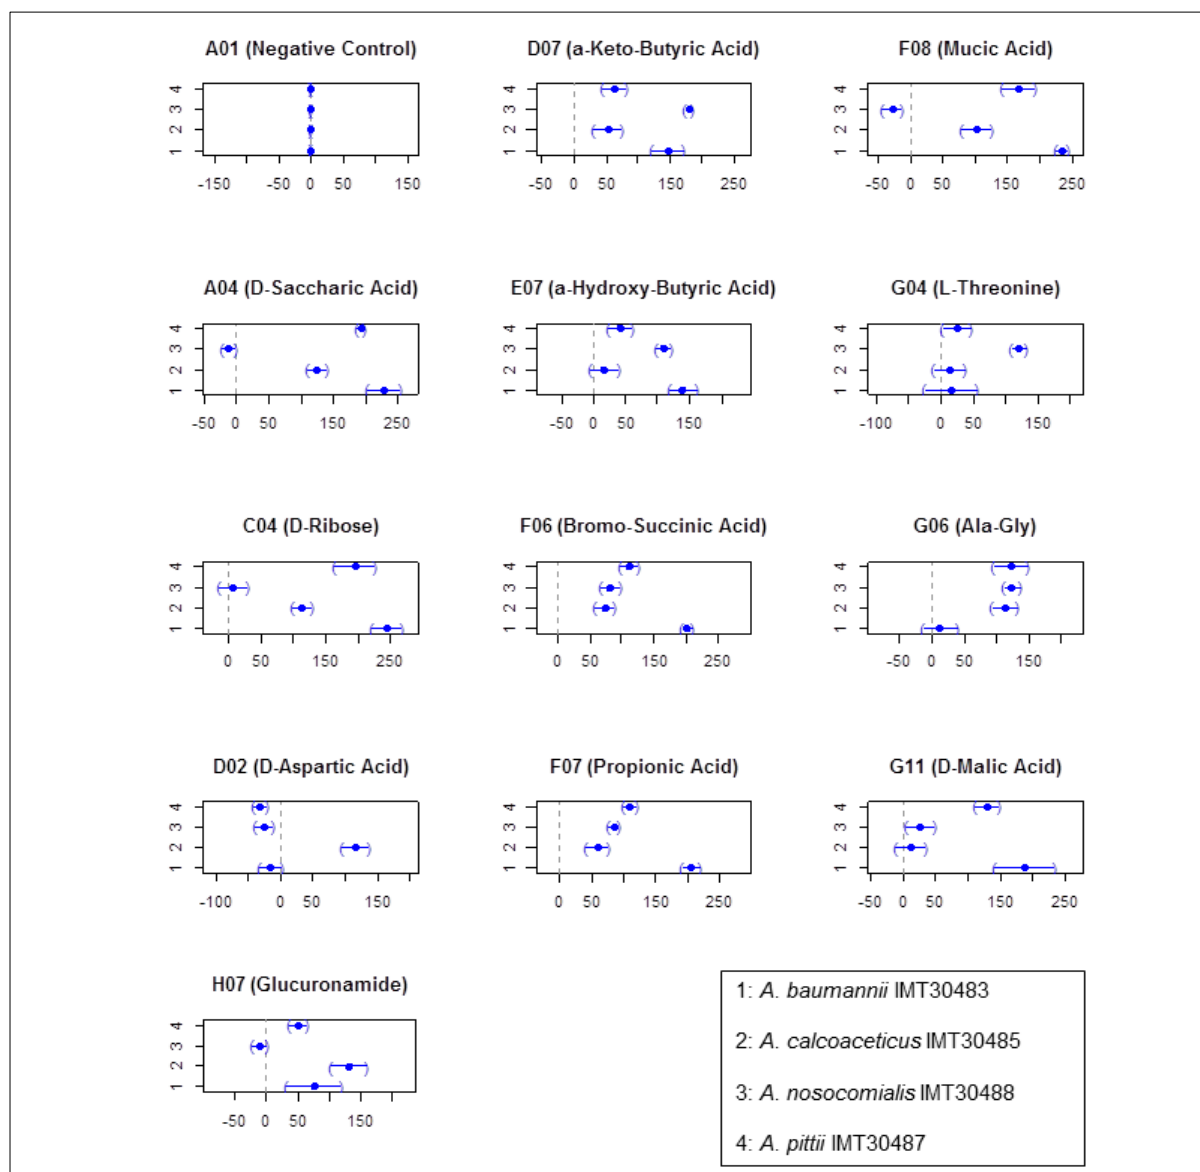 A01 (Negative Control)
D07 (a-Keto-Butyric Acid)
F08 (Mucic Acid)
4
3
2
1
-150 -50 0 50 150
4
3
2
1
-50 0 50 150
4
3
2
1
-50 0 50 150 250
A04 (D-Saccharic Acid)
E07 (a-Hydroxy-Butyric Acid)
G04 (L-Threonine)
4
3
2
1
-50 0 50 150 250
4
3
2
1
-50 0 50 150
4
3
2
1
-100 0 50 150
C04 (D-Ribose)
F06 (Bromo-Succinic Acid)
G06 (Ala-Gly)
4
3
2
1
0 50 150 250
4
3
2
1
0 50 150 250
4
3
2
1
-50 0 50 150
D02 (D-Aspartic Acid)
F07 (Propionic Acid)
G11 (D-Malic Acid)
4
3
2
1
-100 0 50 150
4
3
2
1
0 50 150 250
4
3
2
1
-50 0 50 150 250
H07 (Glucuronamide)
4
3
2
1
-50 0 50 150
1: A. baumannii IMT30483
2: A. calcoaceticus IMT30485
3: A. nosocomialis IMT30488
4: A. pittii IMT30487